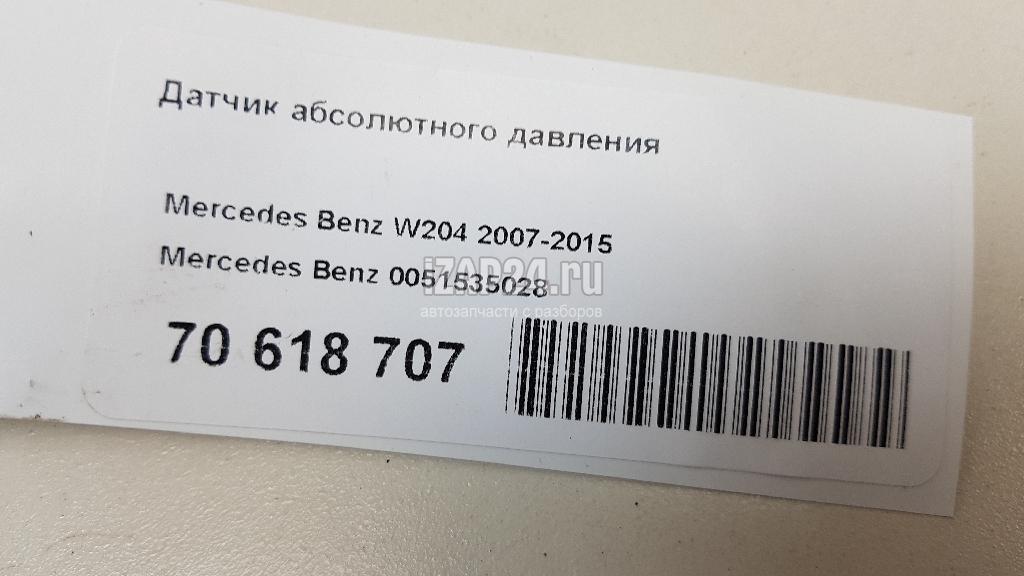 Датчик абсолютного давления
Mercedes Benz W204 2007-2015
Mercedes Benz 0051535028
iZAP24.ru
автозапчасти с разборов
70 618 707